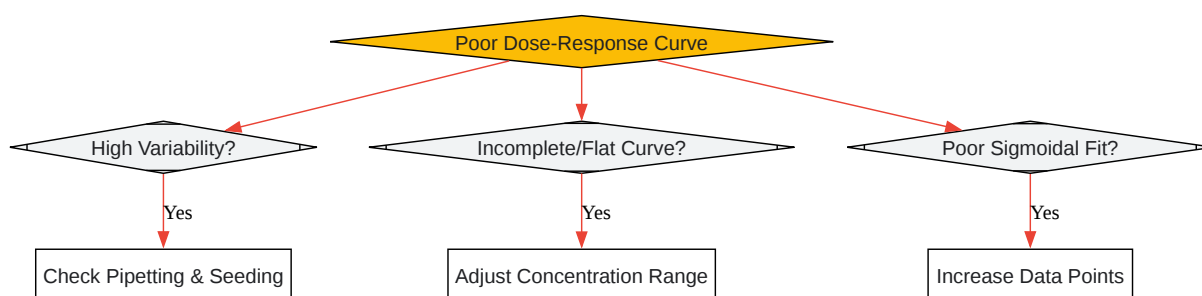 Poor Dose-Response Curve
High Variability?
Incomplete/Flat Curve?
Poor Sigmoidal Fit?
Yes
Yes
Yes
Check Pipetting & Seeding
Adjust Concentration Range
Increase Data Points